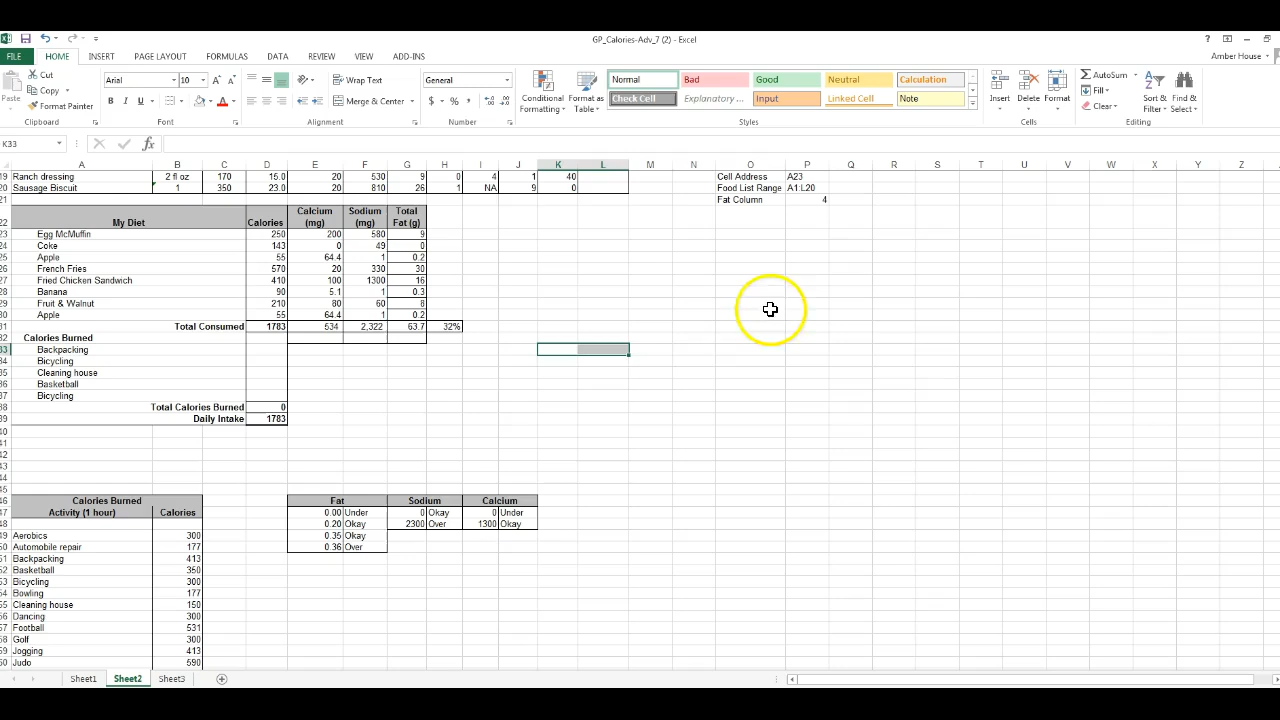 GP_Calories-Adv_7 (2) - Excel
FILE HOME INSERT PAGE LAYOUT FORMULAS DATA REVIEW VIEW ADD-INS Amber House
Cut
Copy
Format Painter
Paste
Clipboard
Arial 10
Font
Wrap Text
Merge & Center
Alignment
General
$ % ,
Number
Conditional Formatting
Format as Table
Normal Bad Good Neutral Calculation
Check Cell Explanatory ... Input Linked Cell Note
Styles
Insert Delete Format
Cells
AutoSum
Fill
Clear
Sort & Filter
Find & Select
Editing
K33
A B C D E F G H I J K L M N O P Q R S T U V W X Y Z
19 Ranch dressing 2 fl oz 170 15.0 20 530 9 0 4 1 40 Cell Address A23
20 Sausage Biscuit 1 350 23.0 20 810 26 1 NA 9 0 Food List Range A1:L20
21 Fat Column 4
22 My Diet Calories Calcium (mg) Sodium (mg) Total Fat (g)
23 Egg McMuffin 250 200 580 9
24 Coke 143 0 49 0
25 Apple 55 64.4 1 0.2
26 French Fries 570 20 330 30
27 Fried Chicken Sandwich 410 100 1300 16
28 Banana 90 5.1 1 0.3
29 Fruit & Walnut 210 80 60 8
30 Apple 55 64.4 1 0.2
31 Total Consumed 1783 534 2,322 63.7 32%
32 Calories Burned
33 Backpacking
34 Bicycling
35 Cleaning house
36 Basketball
37 Bicycling
38 Total Calories Burned 0
39 Daily Intake 1783
40
41
42
43
44
45
46 Calories Burned Fat Sodium Calcium
47 Activity (1 hour) Calories 0.00 Under 0 Okay 0 Under
48 0.20 Okay 2300 Over 1300 Okay
49 Aerobics 300 0.35 Okay
50 Automobile repair 177 0.36 Over
51 Backpacking 413
52 Basketball 350
53 Bicycling 300
54 Bowling 177
55 Cleaning house 150
56 Dancing 300
57 Football 531
58 Golf 300
59 Jogging 413
60 Judo 590
Sheet1 Sheet2 Sheet3